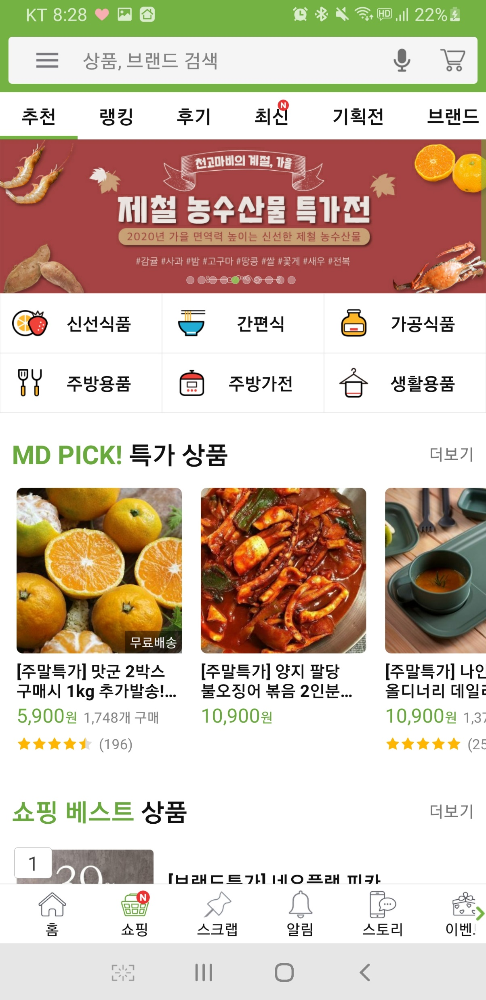 KT 8:28 HD 22%
상품, 브랜드 검색
추천 랭킹 후기 최신 N 기획전 브랜드
천고마비의 계절, 가을
제철 농수산물 특가전
2020년 가을 면역력 높이는 신선한 제철 농수산물
#감귤 #사과 #밤 #고구마 #땅콩 #쌀 #꽃게 #새우 #전복
신선식품 간편식 가공식품
주방용품 주방가전 생활용품
MD PICK! 특가 상품 더보기
무료배송
[주말특가] 맛군 2박스
구매시 1kg 추가발송!...
5,900원 1,748개 구매
(196)
[주말특가] 양지 팔당
불오징어 볶음 2인분...
10,900원
[주말특가] 나인
올디너리 데일리
10,900원 1,37
(25
쇼핑 베스트 상품 더보기
1
39%
[브랜드특가] 네오플램 피카
N
홈 쇼핑 스크랩 알림 스토리 이벤